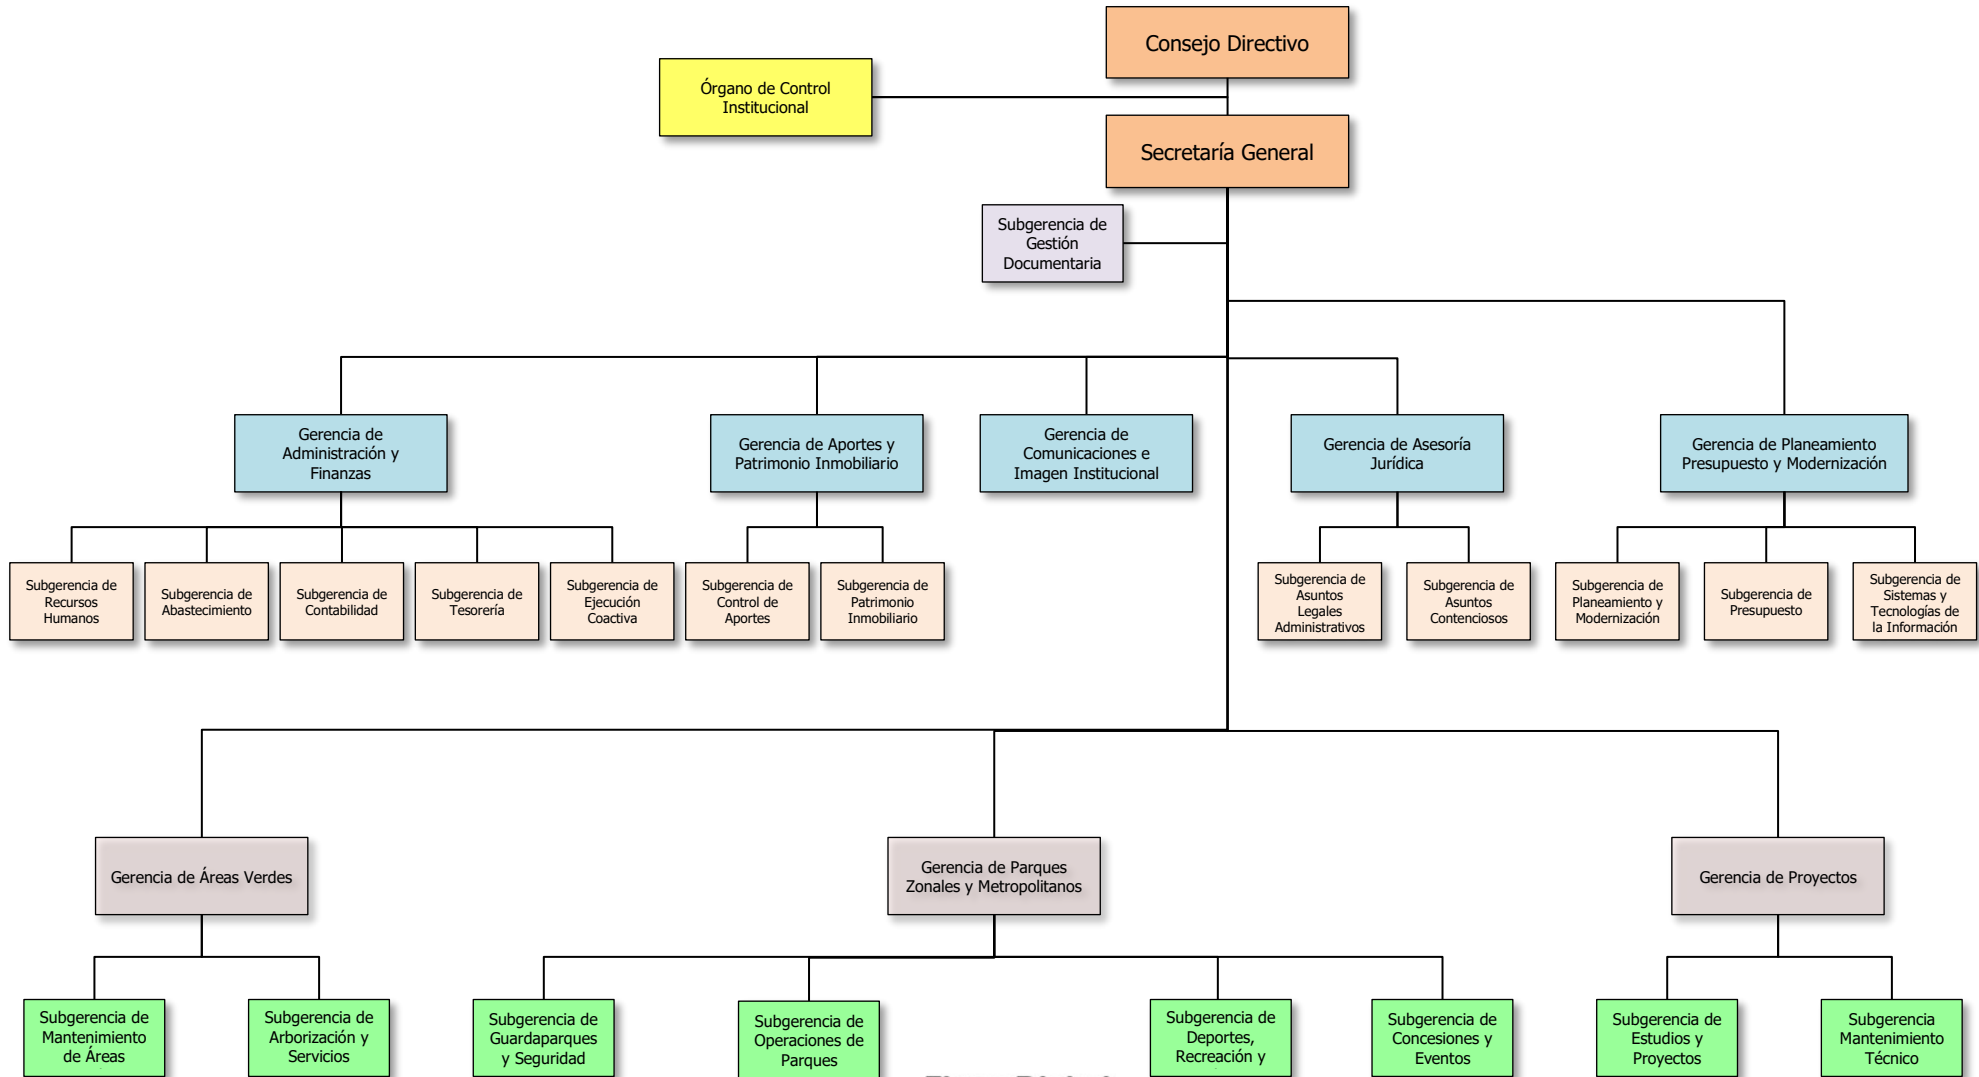 Consejo Directivo
Órgano de Control
Institucional
Secretaría General
Subgerencia de
Gestión
Documentaria
Gerencia de
Administración y
Finanzas
Gerencia de Aportes y
Patrimonio Inmobiliario
Gerencia de
Comunicaciones e
Imagen Institucional
Gerencia de Asesoría
Jurídica
Gerencia de Planeamiento
Presupuesto y Modernización
Subgerencia de
Recursos
Humanos
Subgerencia de
Abastecimiento
Subgerencia de
Contabilidad
Subgerencia de
Tesorería
Subgerencia de
Ejecución
Coactiva
Subgerencia de
Control de
Aportes
Subgerencia de
Patrimonio
Inmobiliario
Subgerencia de
Asuntos
Legales
Administrativos
Subgerencia de
Asuntos
Contenciosos
Subgerencia de
Planeamiento y
Modernización
Subgerencia de
Presupuesto
Subgerencia de
Sistemas y
Tecnologías de
la Información
Gerencia de Áreas Verdes
Gerencia de Parques
Zonales y Metropolitanos
Gerencia de Proyectos
Subgerencia de
Mantenimiento
de Áreas
Subgerencia de
Arborización y
Servicios
Subgerencia de
Guardaparques
y Seguridad
Subgerencia de
Operaciones de
Parques
Subgerencia de
Deportes,
Recreación y
Subgerencia de
Concesiones y
Eventos
Subgerencia de
Estudios y
Proyectos
Subgerencia
Mantenimiento
Técnico